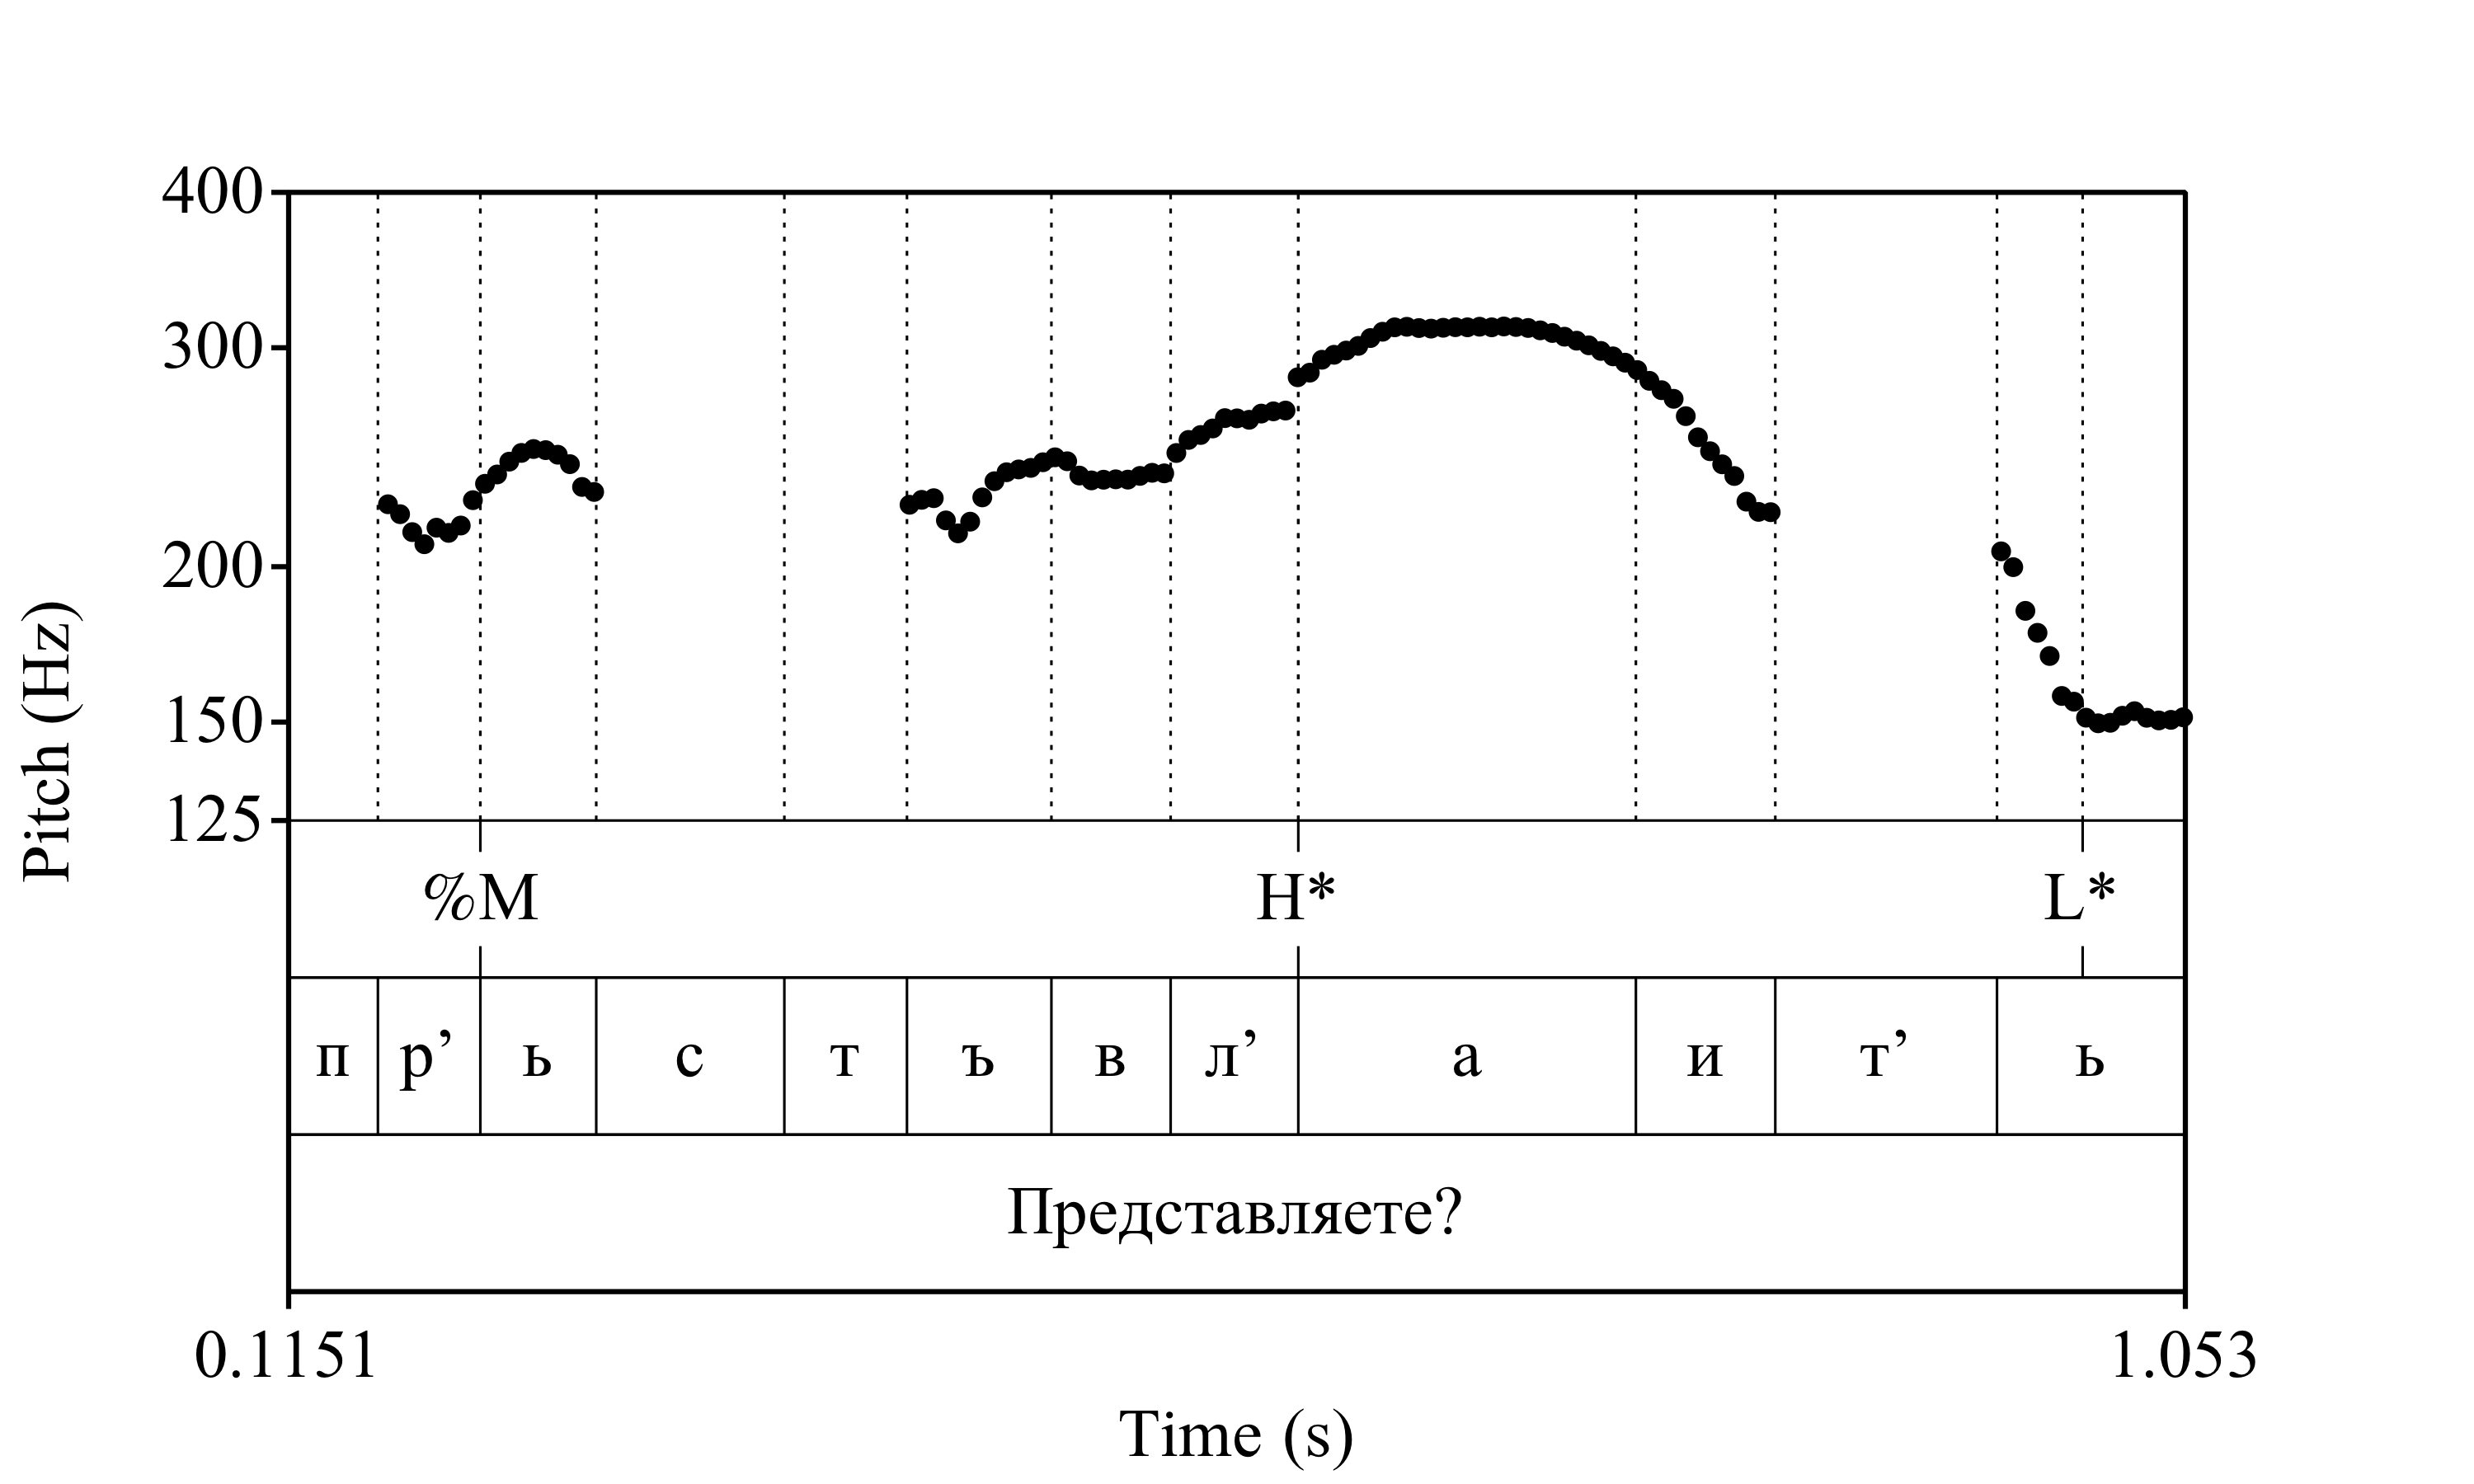 400
300
200
150
125
Pitch (Hz)
%M H* L*
п р’ ь с т ъ в л’ а и т’ ь
Представляете?
0.1151 1.053
Time (s)